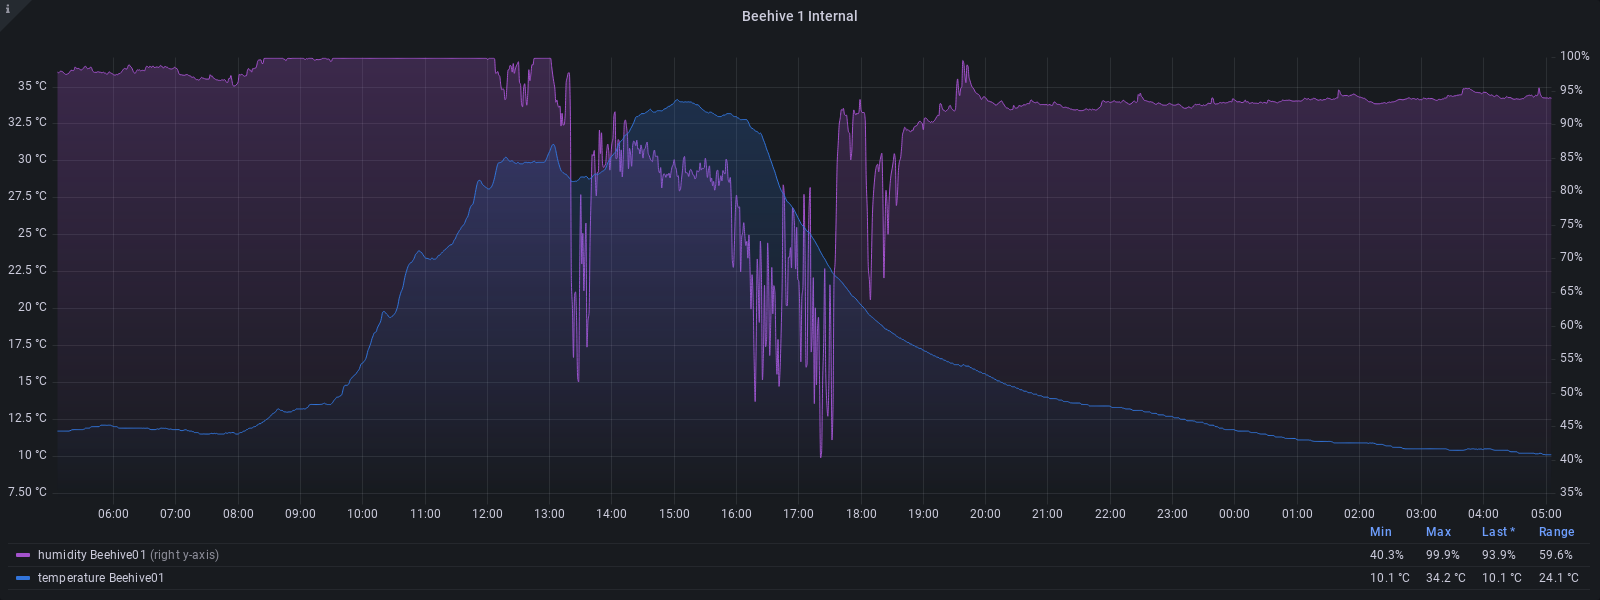 i
Beehive 1 Internal
35 °C
32.5 °C
30 °C
27.5 °C
25 °C
22.5 °C
20 °C
17.5 °C
15 °C
12.5 °C
10 °C
7.50 °C
100%
95%
90%
85%
80%
75%
70%
65%
60%
55%
50%
45%
40%
35%
06:00 07:00 08:00 09:00 10:00 11:00 12:00 13:00 14:00 15:00 16:00 17:00 18:00 19:00 20:00 21:00 22:00 23:00 00:00 01:00 02:00 03:00 04:00 05:00
Min Max Last * Range
humidity Beehive01 (right y-axis) 40.3% 99.9% 93.9% 59.6%
temperature Beehive01 10.1 °C 34.2 °C 10.1 °C 24.1 °C